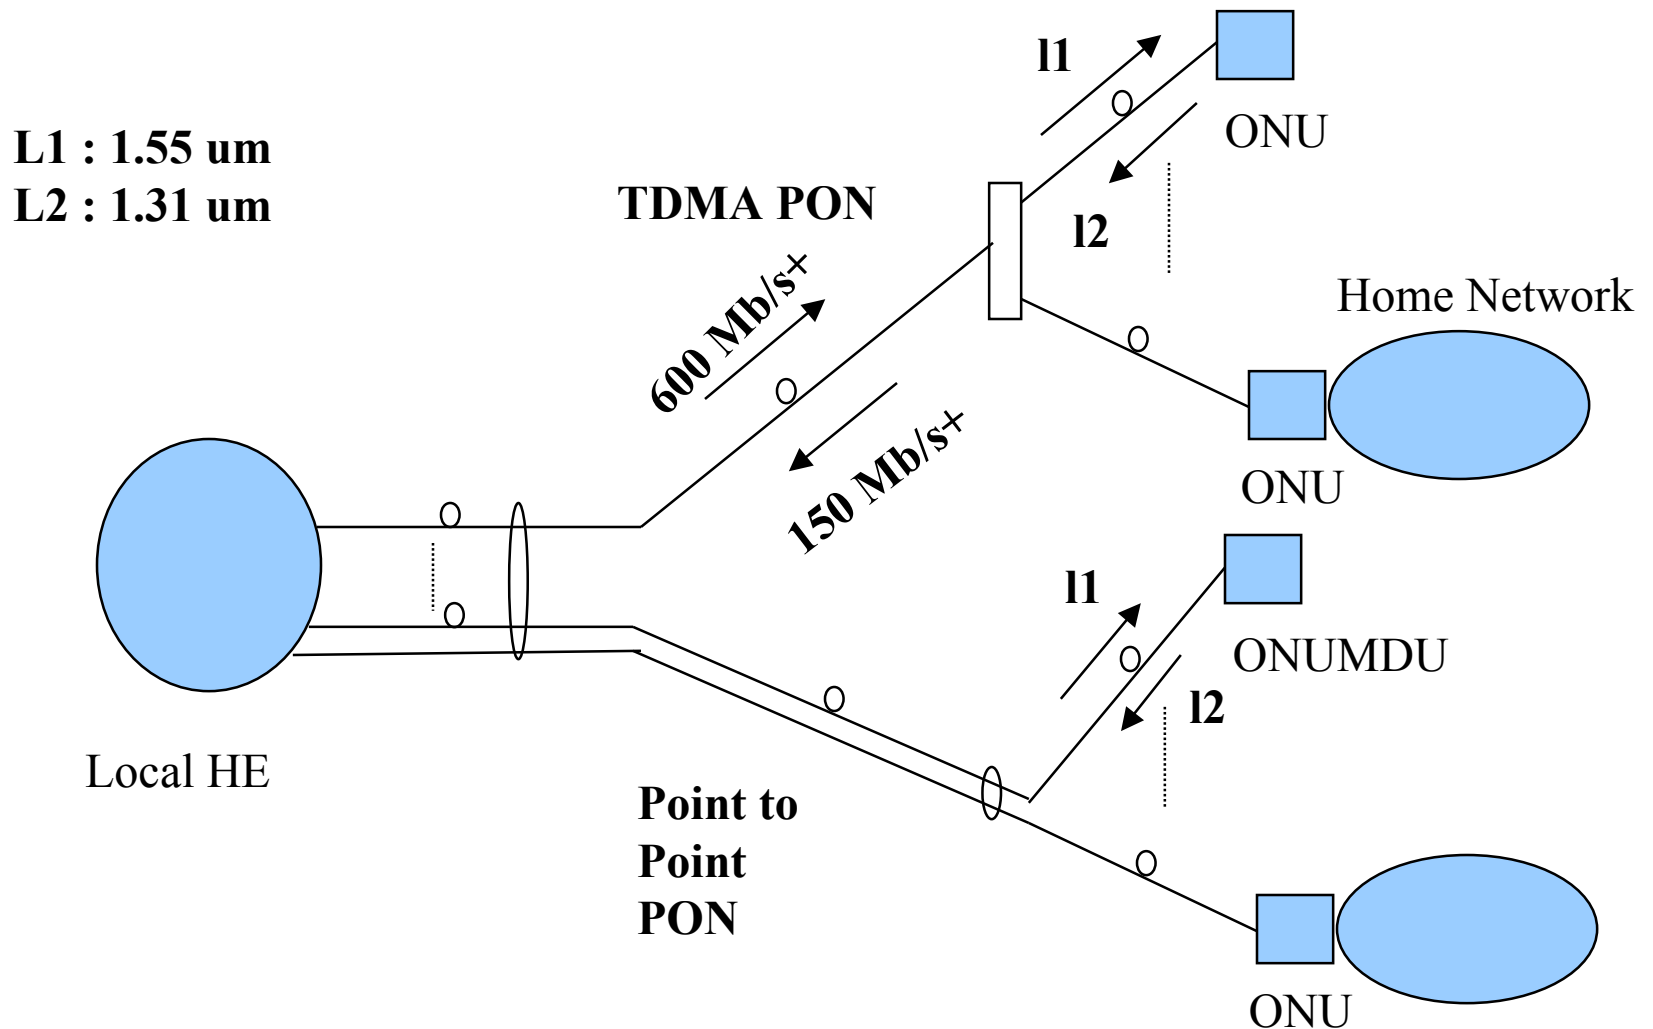 L1 : 1.55 um
L2 : 1.31 um
TDMA PON
600 Mb/s+
150 Mb/s+
l1
l2
ONU
Home Network
ONU
l1
l2
ONUMDU
Local HE
Point to
Point
PON
ONU